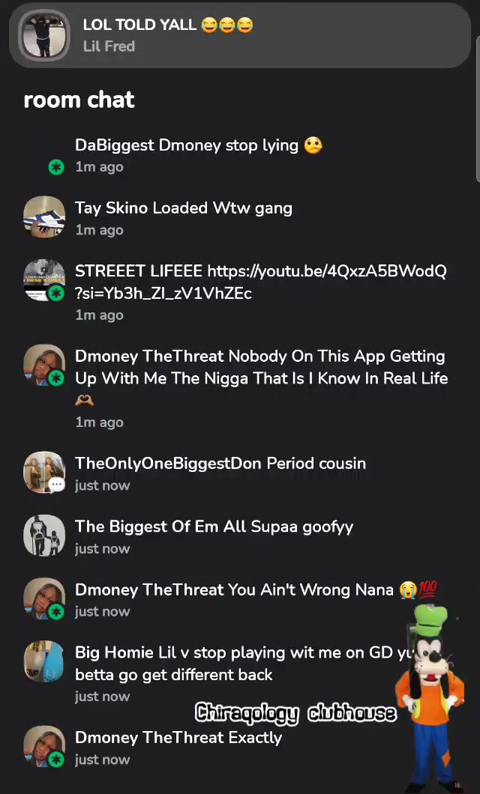 LOL TOLD YALL 😂😂😂
Lil Fred
room chat
DaBiggest Dmoney stop lying 🤨
1m ago
Tay Skino Loaded Wtw gang
1m ago
STREEET LIFEEE https://youtu.be/4QxzA5BWodQ
?si=Yb3h_ZI_zV1VhZEc
1m ago
Dmoney TheThreat Nobody On This App Getting
Up With Me The Nigga That Is I Know In Real Life
🫶🏽
1m ago
TheOnlyOneBiggestDon Period cousin
just now
The Biggest Of Em All Supaa goofyy
just now
Dmoney TheThreat You Ain't Wrong Nana 😭💯
just now
Big Homie Lil v stop playing wit me on GD yu
betta go get different back
just now
Chiraqology clubhouse
Dmoney TheThreat Exactly
just now